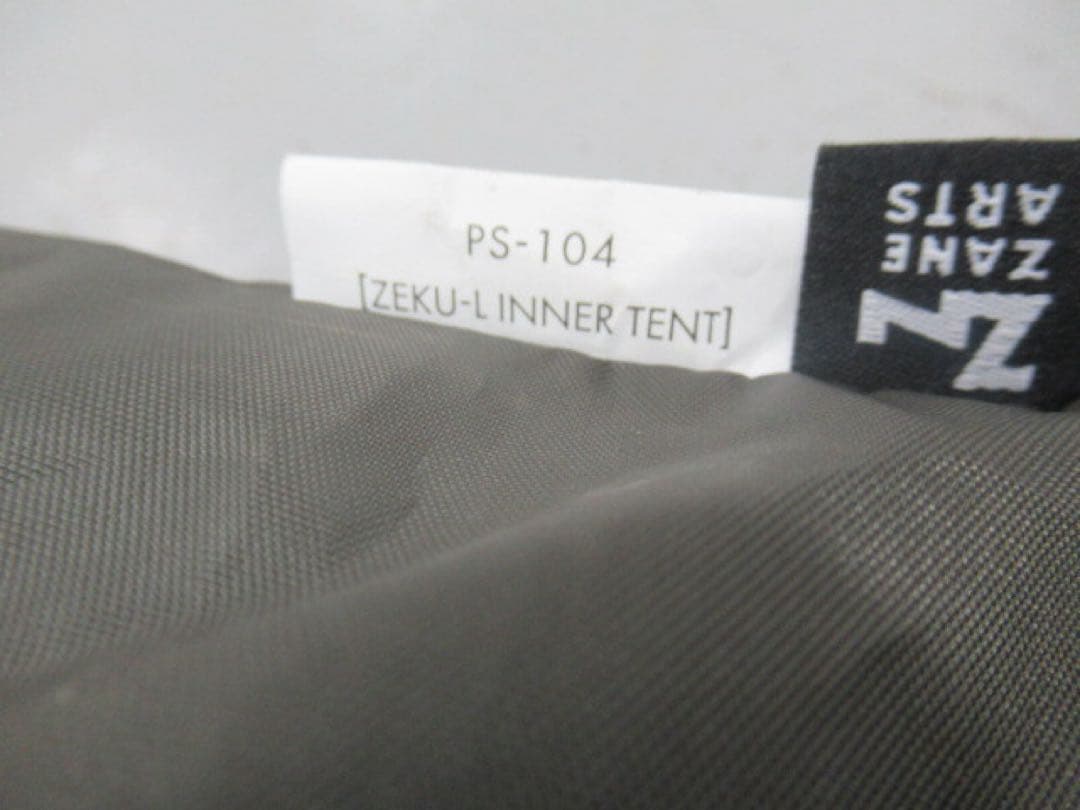 PS-104
[ZEKU-L INNER TENT]
ZANE
ARTS